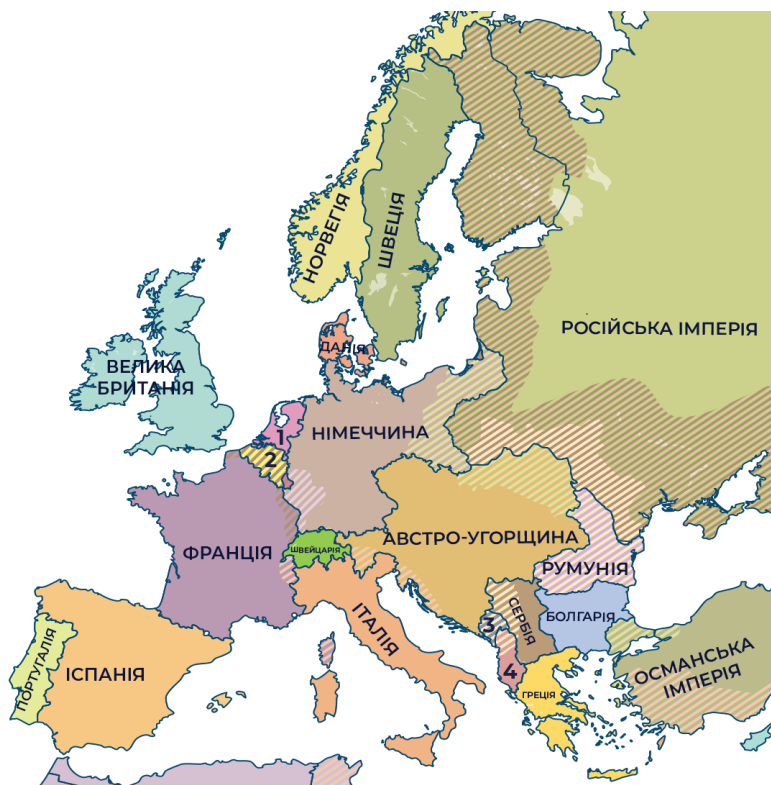 НОРВЕГІЯ
ШВЕЦІЯ
РОСІЙСЬКА ІМПЕРІЯ
ДАНІЯ
ВЕЛИКА
БРИТАНІЯ
1
НІМЕЧЧИНА
2
ФРАНЦІЯ
ШВЕЙЦАРІЯ
АВСТРО-УГОРЩИНА
РУМУНІЯ
СЕРБІЯ
БОЛГАРІЯ
3
ІТАЛІЯ
4
ПОРТУГАЛІЯ
ІСПАНІЯ
ГРЕЦІЯ
ОСМАНСЬКА
ІМПЕРІЯ